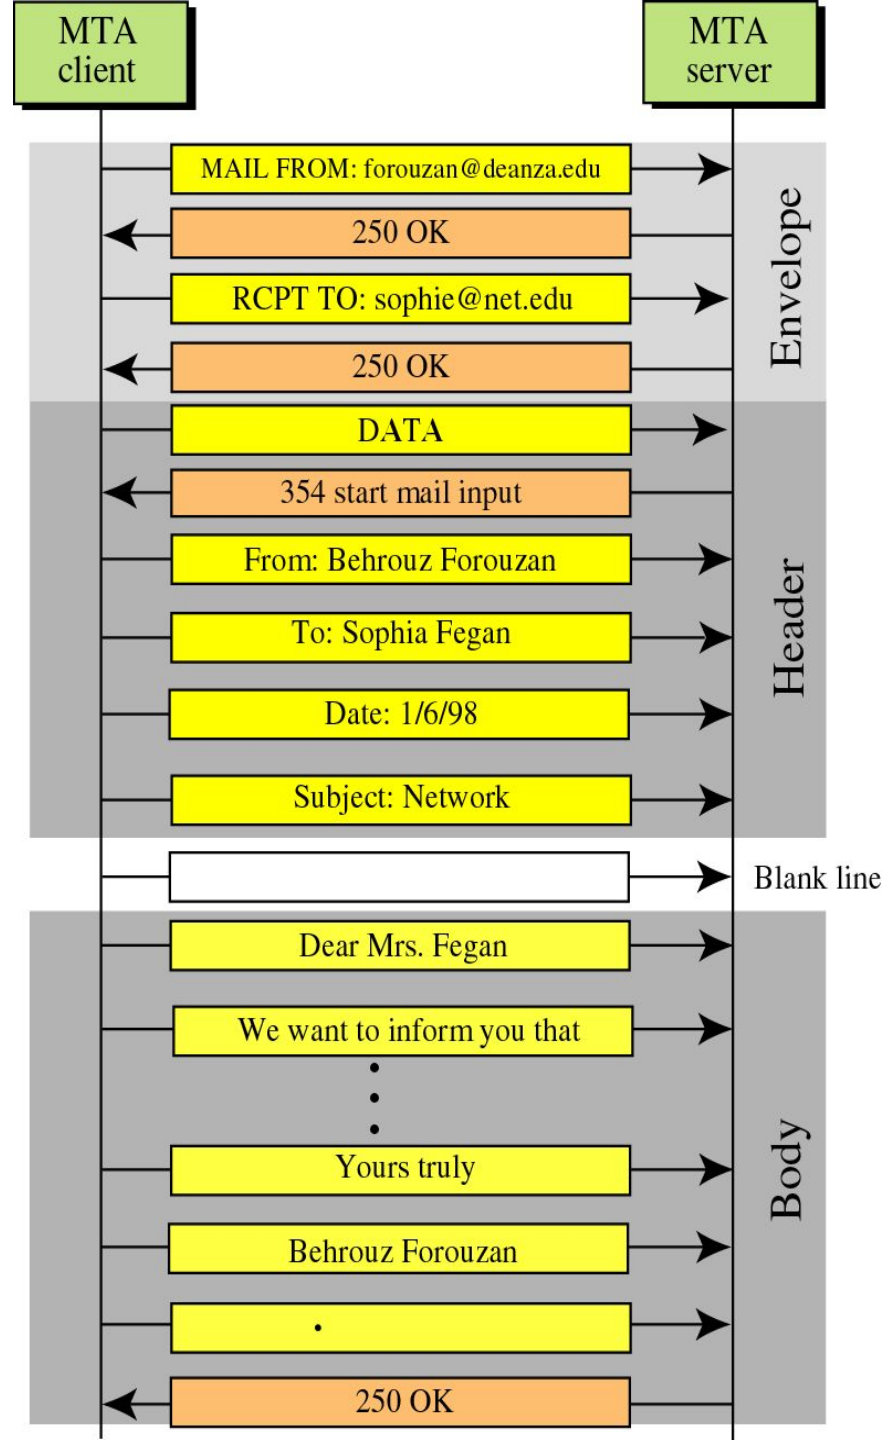 MTA
client
MTA
server
MAIL FROM: forouzan@deanza.edu
250 OK
RCPT TO: sophie@net.edu
250 OK
Envelope
DATA
354 start mail input
From: Behrouz Forouzan
To: Sophia Fegan
Date: 1/6/98
Subject: Network
Header
Blank line
Dear Mrs. Fegan
We want to inform you that
Yours truly
Behrouz Forouzan
.
250 OK
Body